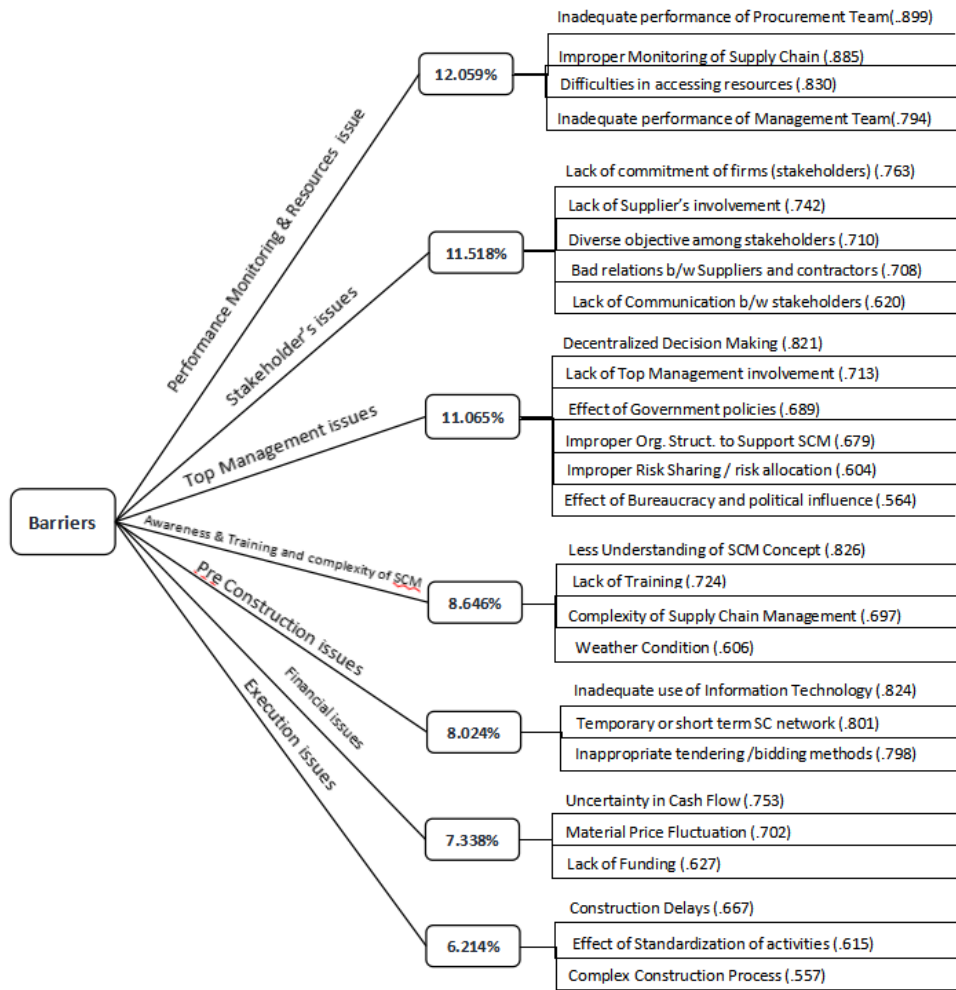 Barriers
Performance Monitoring & Resources issue
12.059%
Inadequate performance of Procurement Team(..899)
Improper Monitoring of Supply Chain (.885)
Difficulties in accessing resources (.830)
Inadequate performance of Management Team(.794)
Stakeholder's issues
11.518%
Lack of commitment of firms (stakeholders) (.763)
Lack of Supplier's involvement (.742)
Diverse objective among stakeholders (.710)
Bad relations b/w Suppliers and contractors (.708)
Lack of Communication b/w stakeholders (.620)
Top Management issues
11.065%
Decentralized Decision Making (.821)
Lack of Top Management involvement (.713)
Effect of Government policies (.689)
Improper Org. Struct. to Support SCM (.679)
Improper Risk Sharing / risk allocation (.604)
Effect of Bureaucracy and political influence (.564)
Awareness & Training and complexity of SCM
8.646%
Less Understanding of SCM Concept (.826)
Lack of Training (.724)
Complexity of Supply Chain Management (.697)
Weather Condition (.606)
Pre Construction issues
8.024%
Inadequate use of Information Technology (.824)
Temporary or short term SC network (.801)
Inappropriate tendering /bidding methods (.798)
Financial issues
7.338%
Uncertainty in Cash Flow (.753)
Material Price Fluctuation (.702)
Lack of Funding (.627)
Execution issues
6.214%
Construction Delays (.667)
Effect of Standardization of activities (.615)
Complex Construction Process (.557)